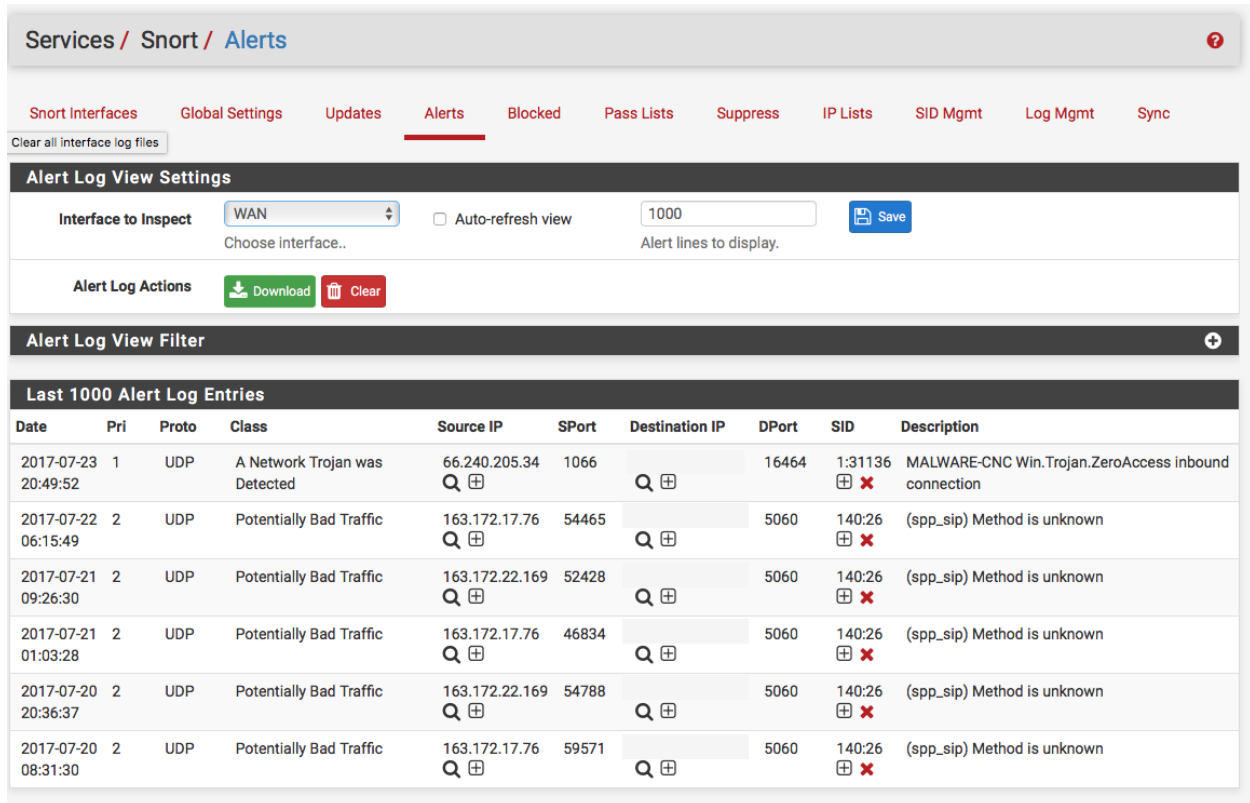 Services / Snort / Alerts
Snort Interfaces Global Settings Updates Alerts Blocked Pass Lists Suppress IP Lists SID Mgmt Log Mgmt Sync
Clear all interface log files
Alert Log View Settings
Interface to Inspect WAN Auto-refresh view 1000 Save
Choose interface.. Alert lines to display.
Alert Log Actions Download Clear
Alert Log View Filter
Last 1000 Alert Log Entries
Date Pri Proto Class Source IP SPort Destination IP DPort SID Description
2017-07-23 1 UDP A Network Trojan was 66.240.205.34 1066 16464 1:31136 MALWARE-CNC Win.Trojan.ZeroAccess inbound
20:49:52 Detected connection
2017-07-22 2 UDP Potentially Bad Traffic 163.172.17.76 54465 5060 140:26 (spp_sip) Method is unknown
06:15:49
2017-07-21 2 UDP Potentially Bad Traffic 163.172.22.169 52428 5060 140:26 (spp_sip) Method is unknown
09:26:30
2017-07-21 2 UDP Potentially Bad Traffic 163.172.17.76 46834 5060 140:26 (spp_sip) Method is unknown
01:03:28
2017-07-20 2 UDP Potentially Bad Traffic 163.172.22.169 54788 5060 140:26 (spp_sip) Method is unknown
20:36:37
2017-07-20 2 UDP Potentially Bad Traffic 163.172.17.76 59571 5060 140:26 (spp_sip) Method is unknown
08:31:30